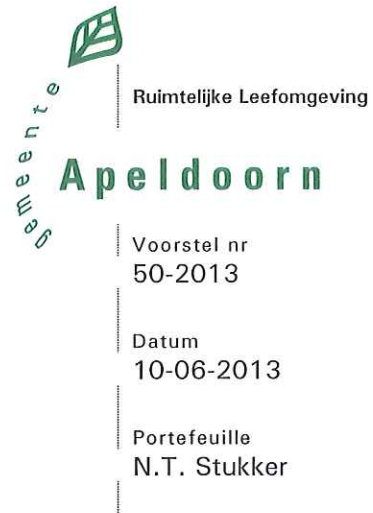 Ruimtelijke Leefomgeving
gemeente
Apeldoorn
Voorstel nr
50-2013
Datum
10-06-2013
Portefeuille
N.T. Stukker